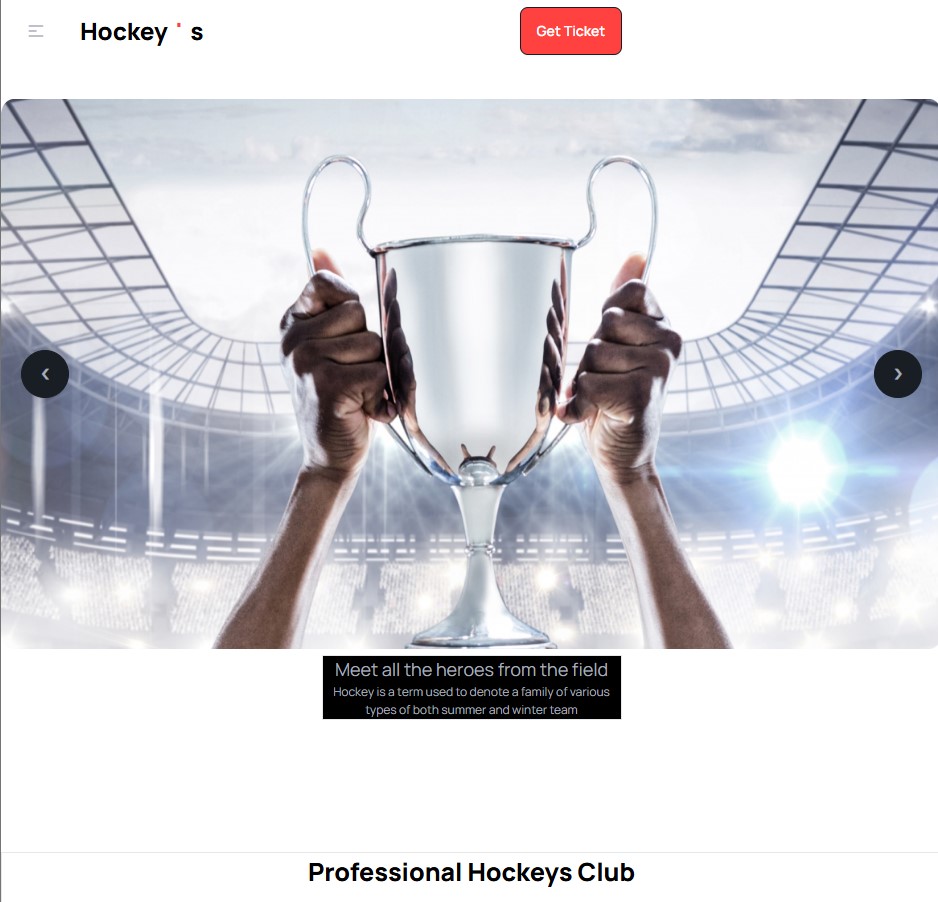 Hockey ' s
Get Ticket
Meet all the heroes from the field
Hockey is a term used to denote a family of various
types of both summer and winter team
Professional Hockeys Club